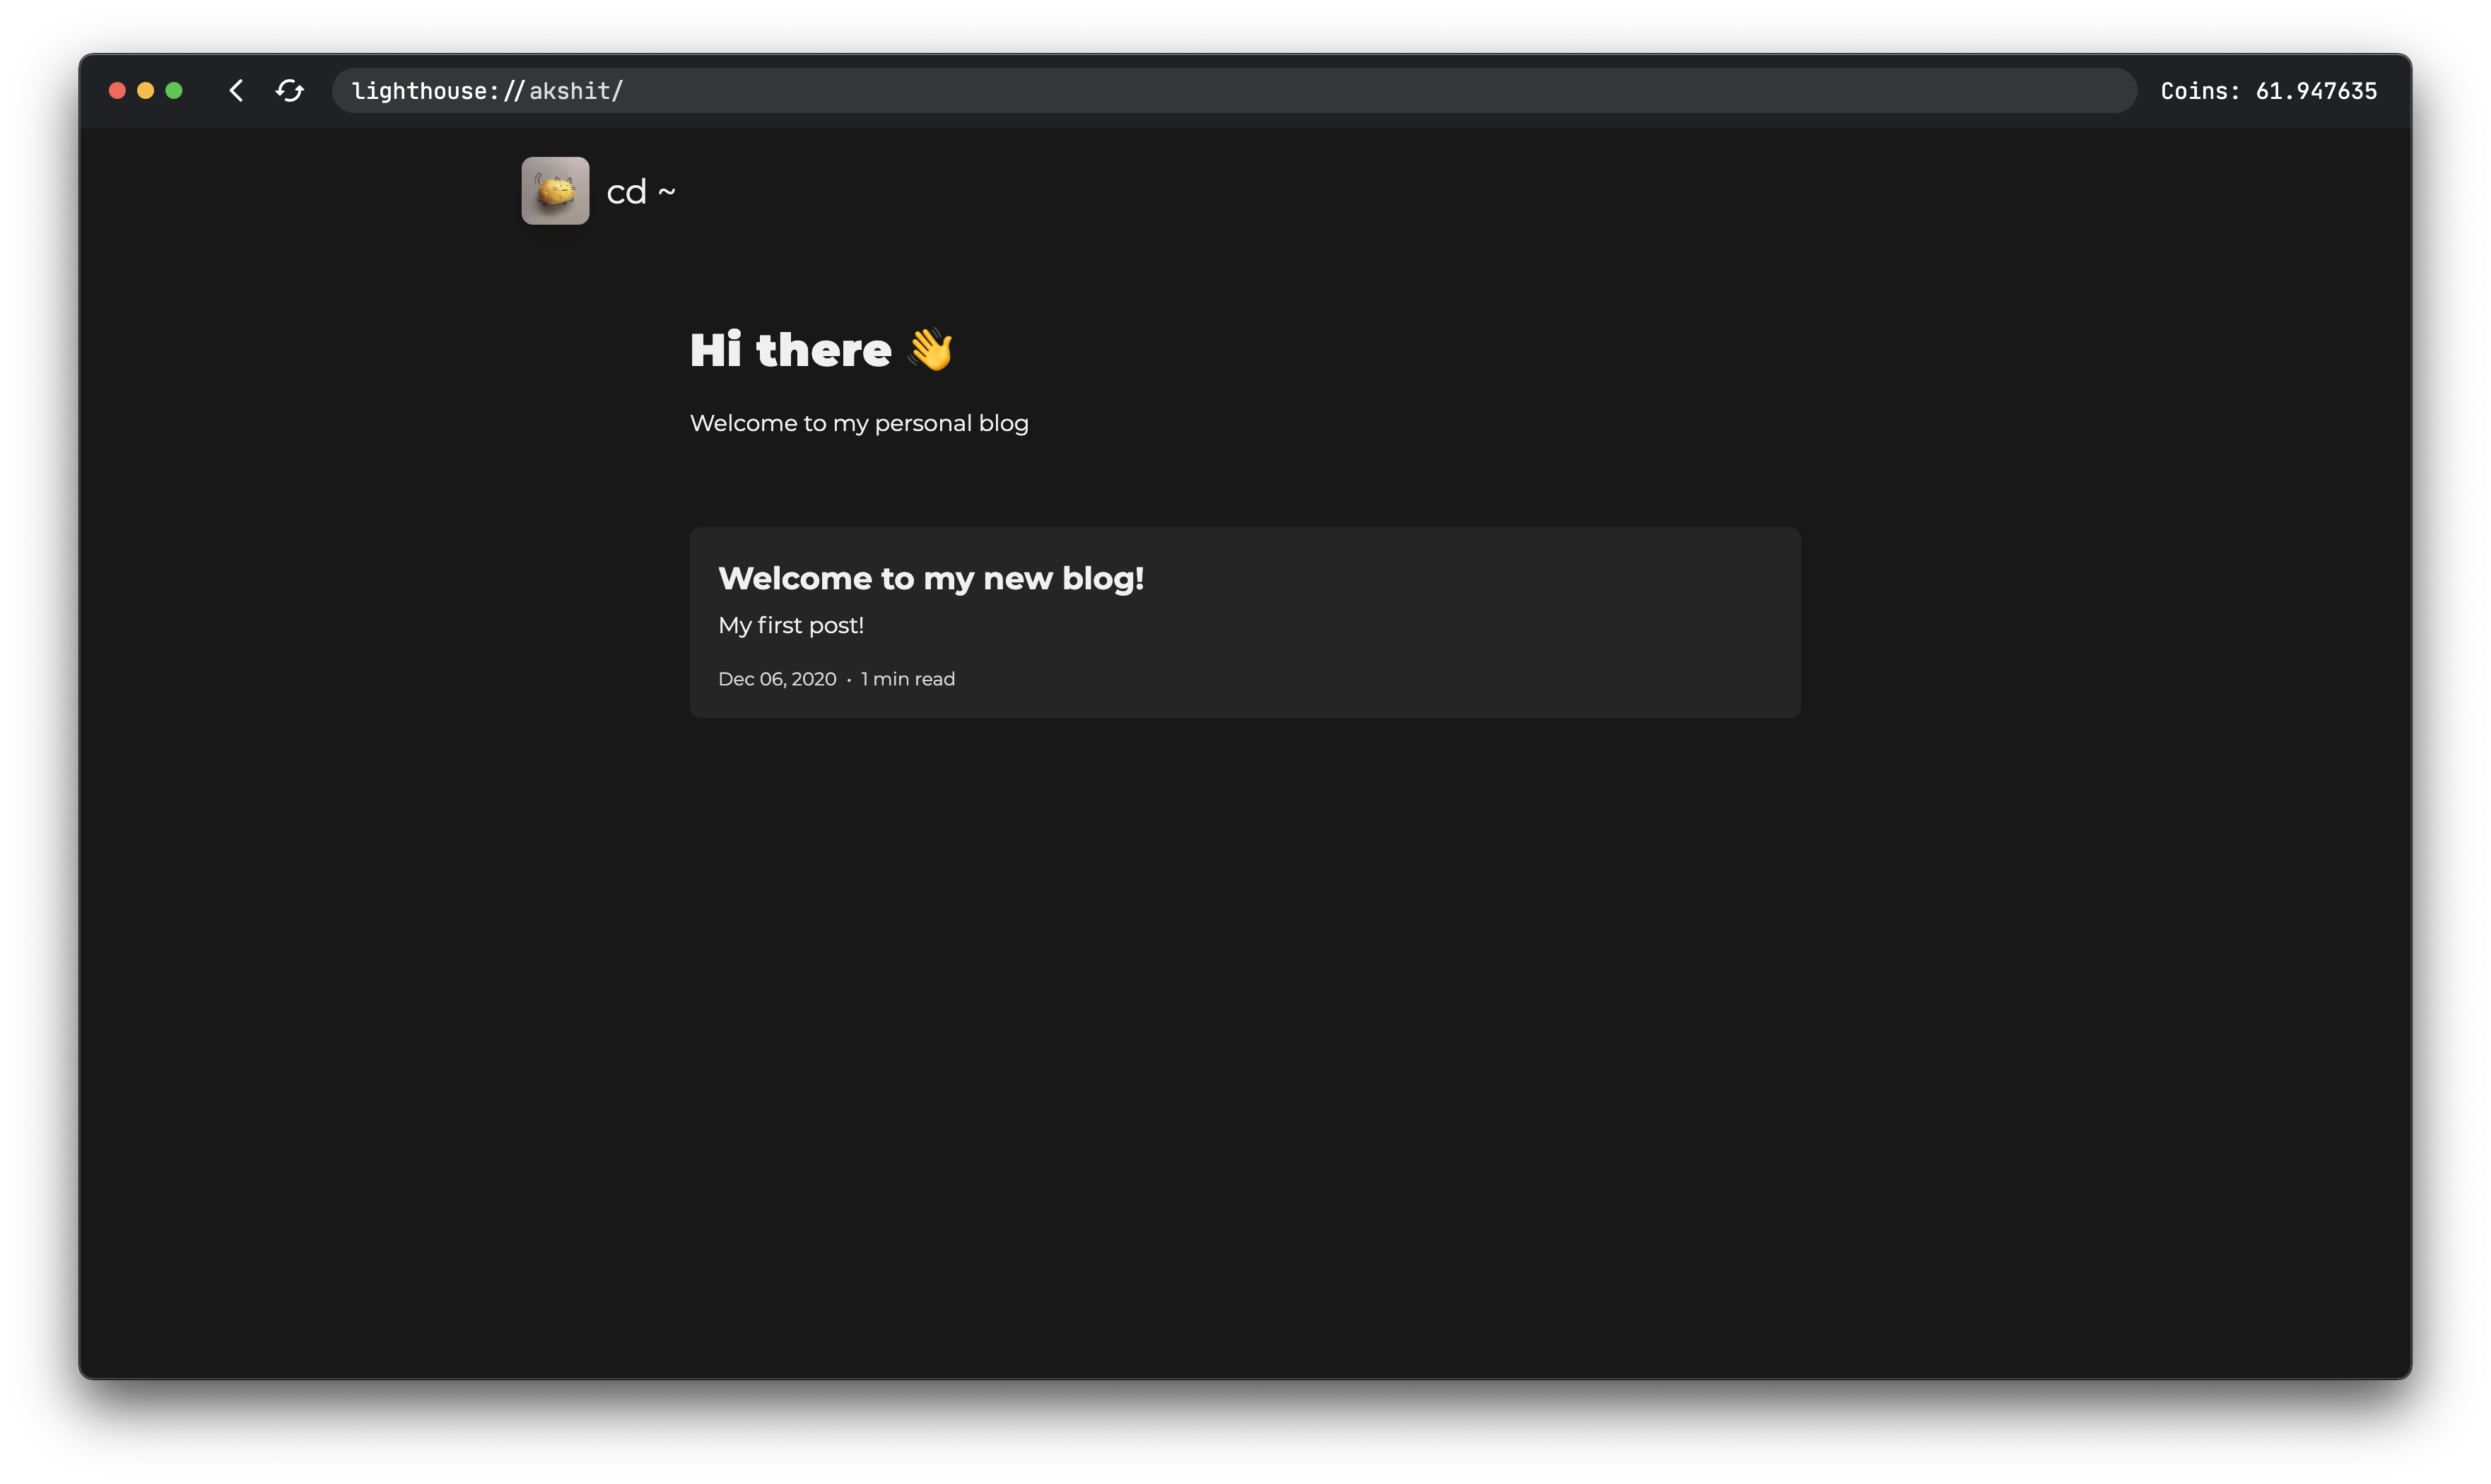 lighthouse://akshit/
Coins: 61.947635
cd ~
Hi there 👋
Welcome to my personal blog
Welcome to my new blog!
My first post!
Dec 06, 2020 • 1 min read